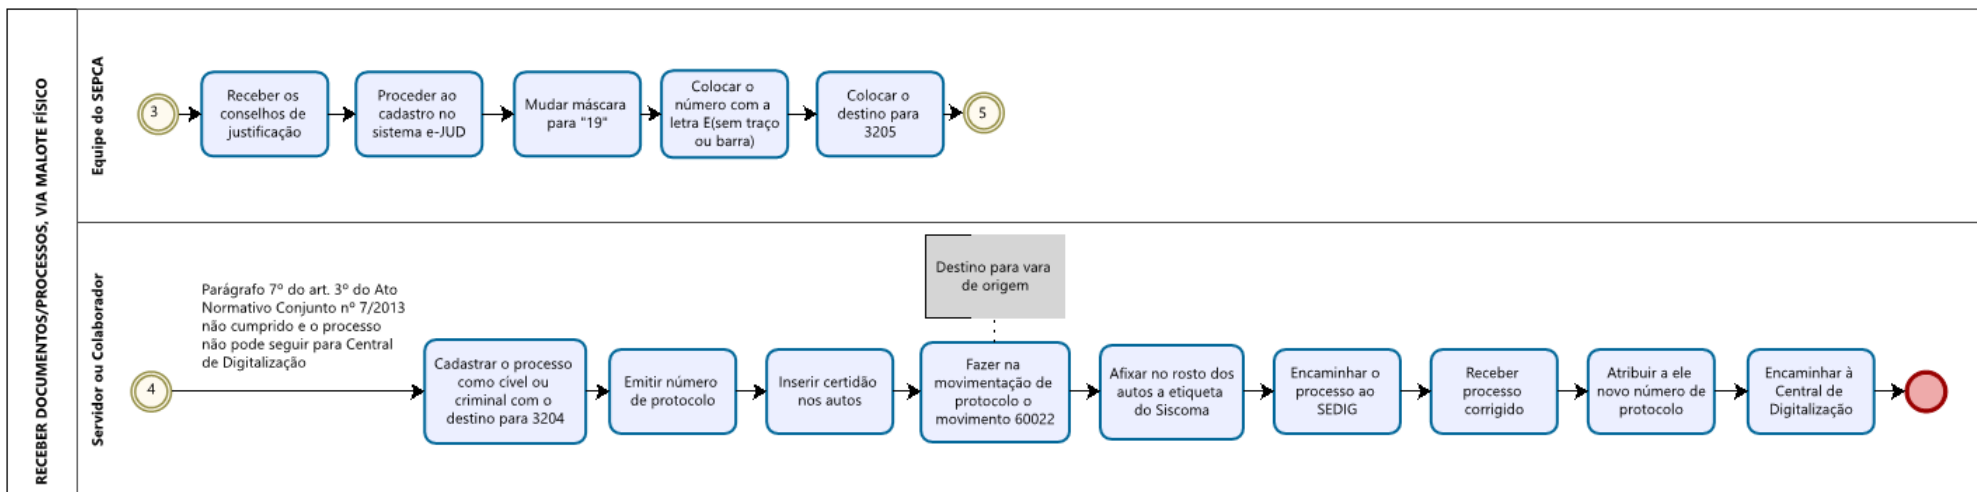 RECEBER DOCUMENTOS/PROCESSOS, VIA MALOTE FÍSICO
Equipe do SEPCA
3
Receber os
conselhos de
justificação
Proceder ao
cadastro no
sistema e-JUD
Mudar máscara
para "19"
Colocar o
número com a
letra E(sem traço
ou barra)
Colocar o
destino para
3205
5
Servidor ou Colaborador
4
Parágrafo 7º do art. 3º do Ato
Normativo Conjunto nº 7/2013
não cumprido e o processo
não pode seguir para Central
de Digitalização
Cadastrar o processo
como cível ou
criminal com o
destino para 3204
Emitir número
de protocolo
Inserir certidão
nos autos
Destino para vara
de origem
Fazer na
movimentação de
protocolo o
movimento 60022
Afixar no rosto dos
autos a etiqueta
do Siscoma
Encaminhar o
processo ao
SEDIG
Receber
processo
corrigido
Atribuir a ele
novo número de
protocolo
Encaminhar à
Central de
Digitalização